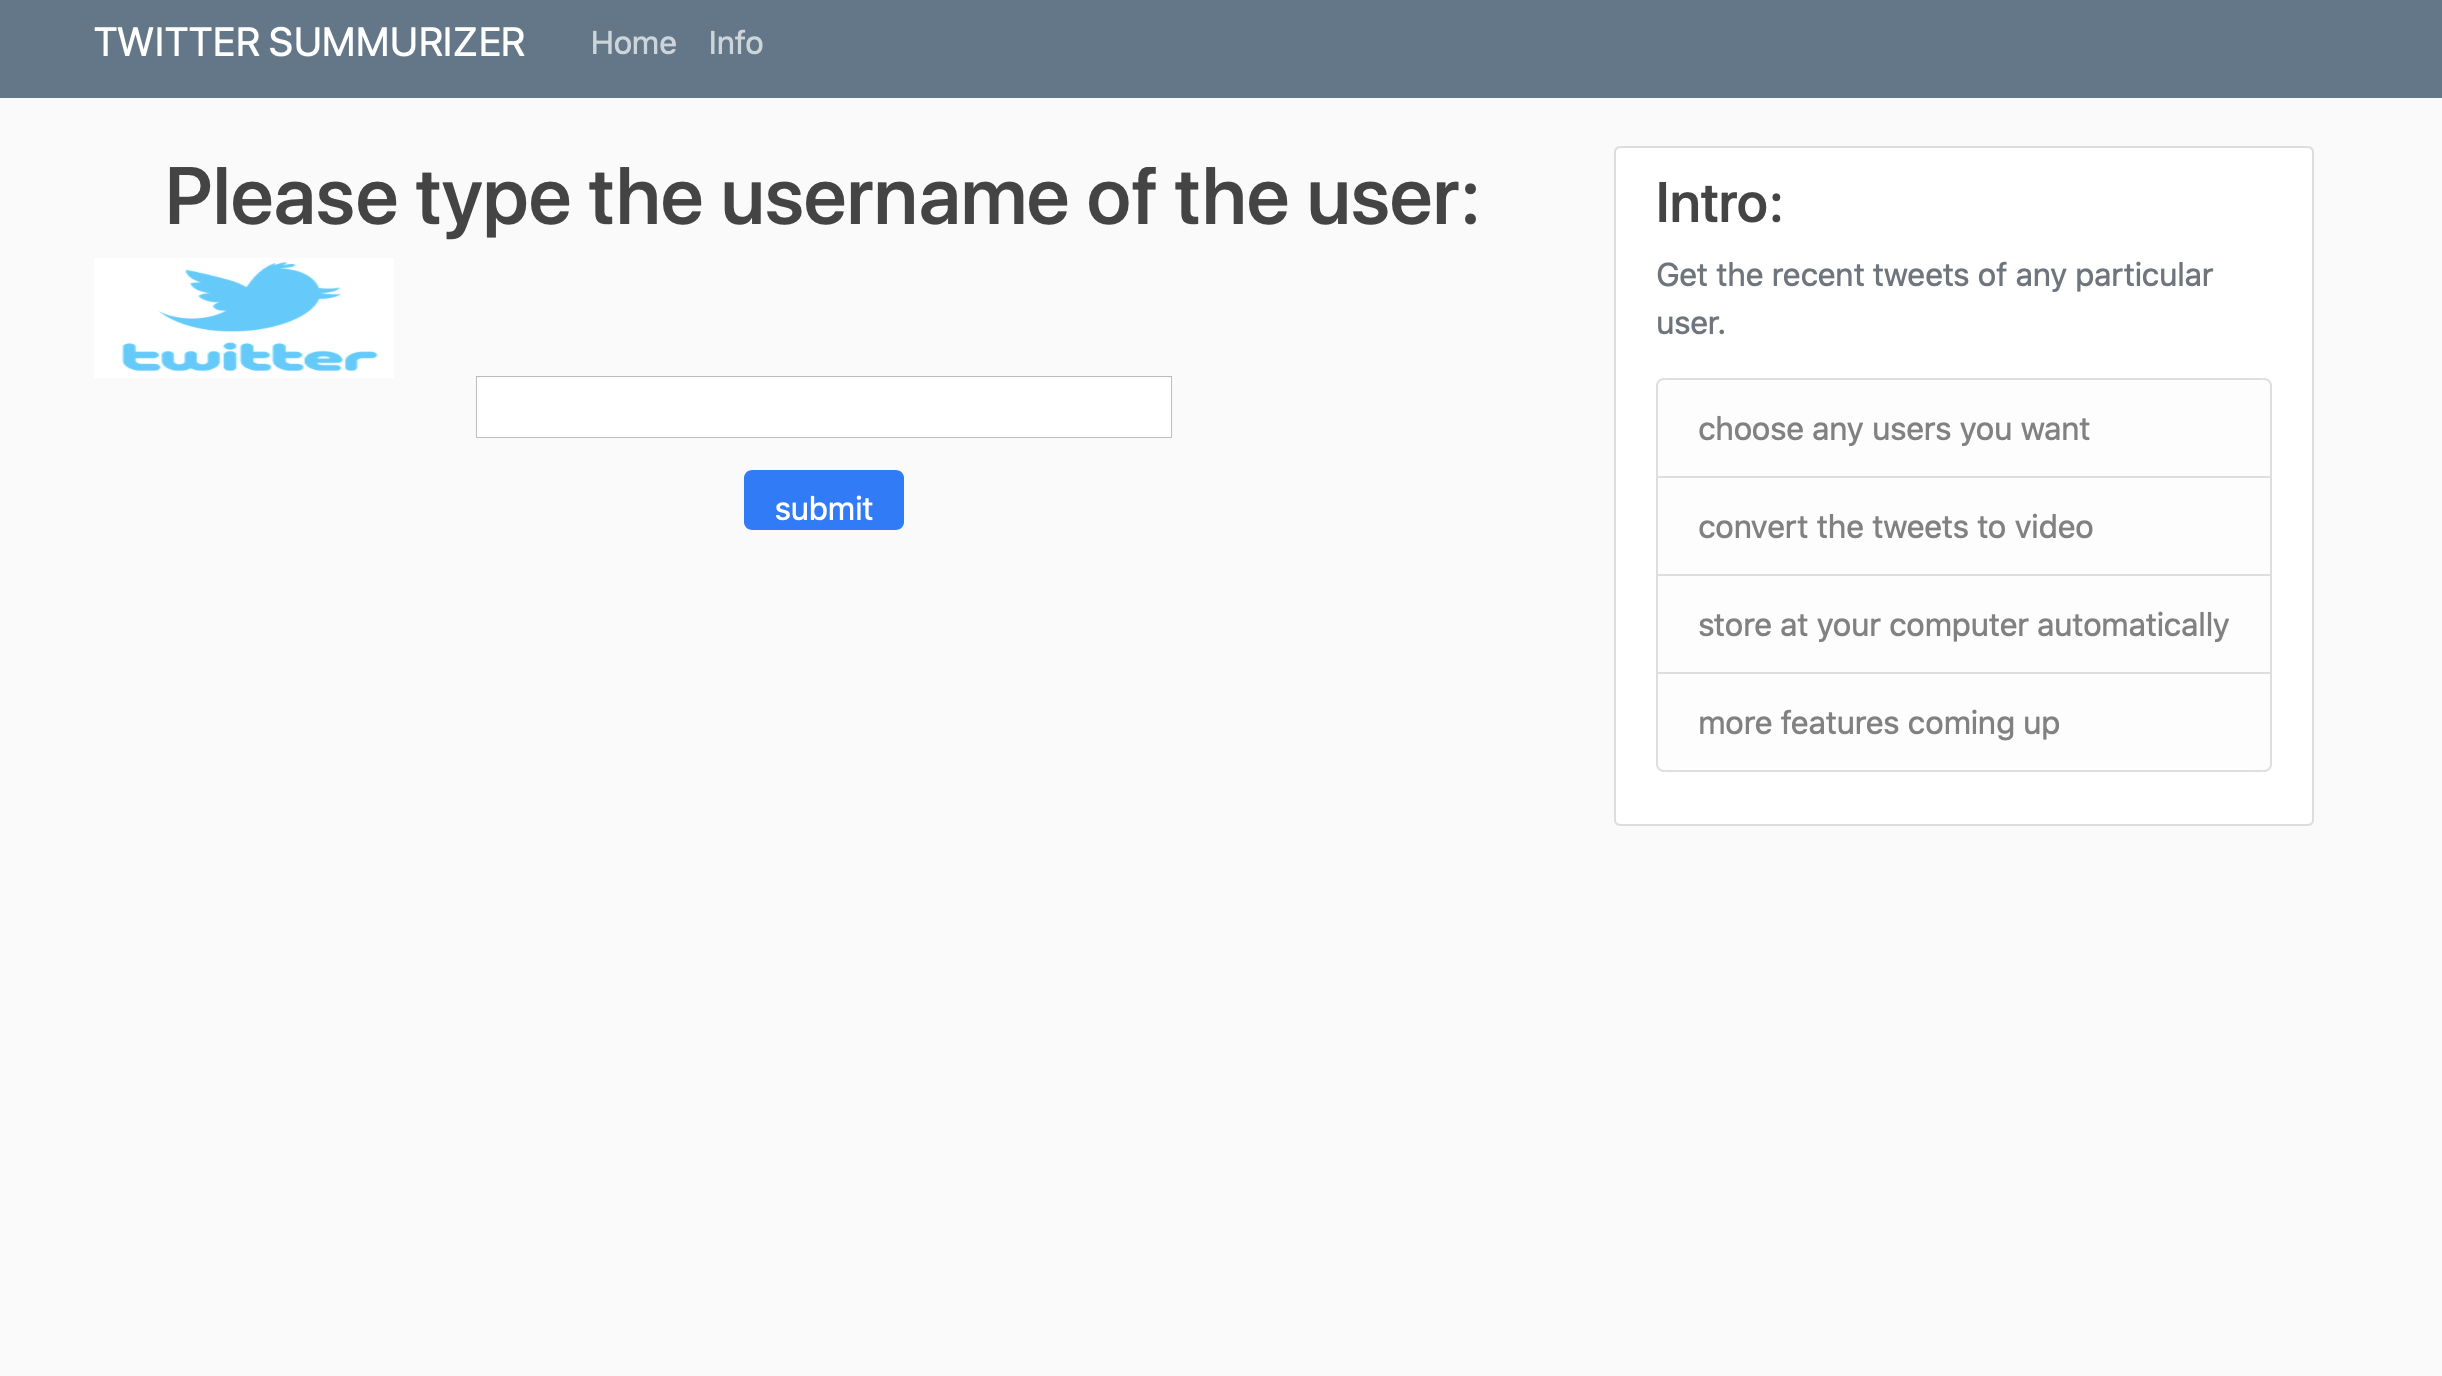 TWITTER SUMMURIZER
Home
Info
Please type the username of the user:
twitter
submit
Intro:
Get the recent tweets of any particular
user.
choose any users you want
convert the tweets to video
store at your computer automatically
more features coming up